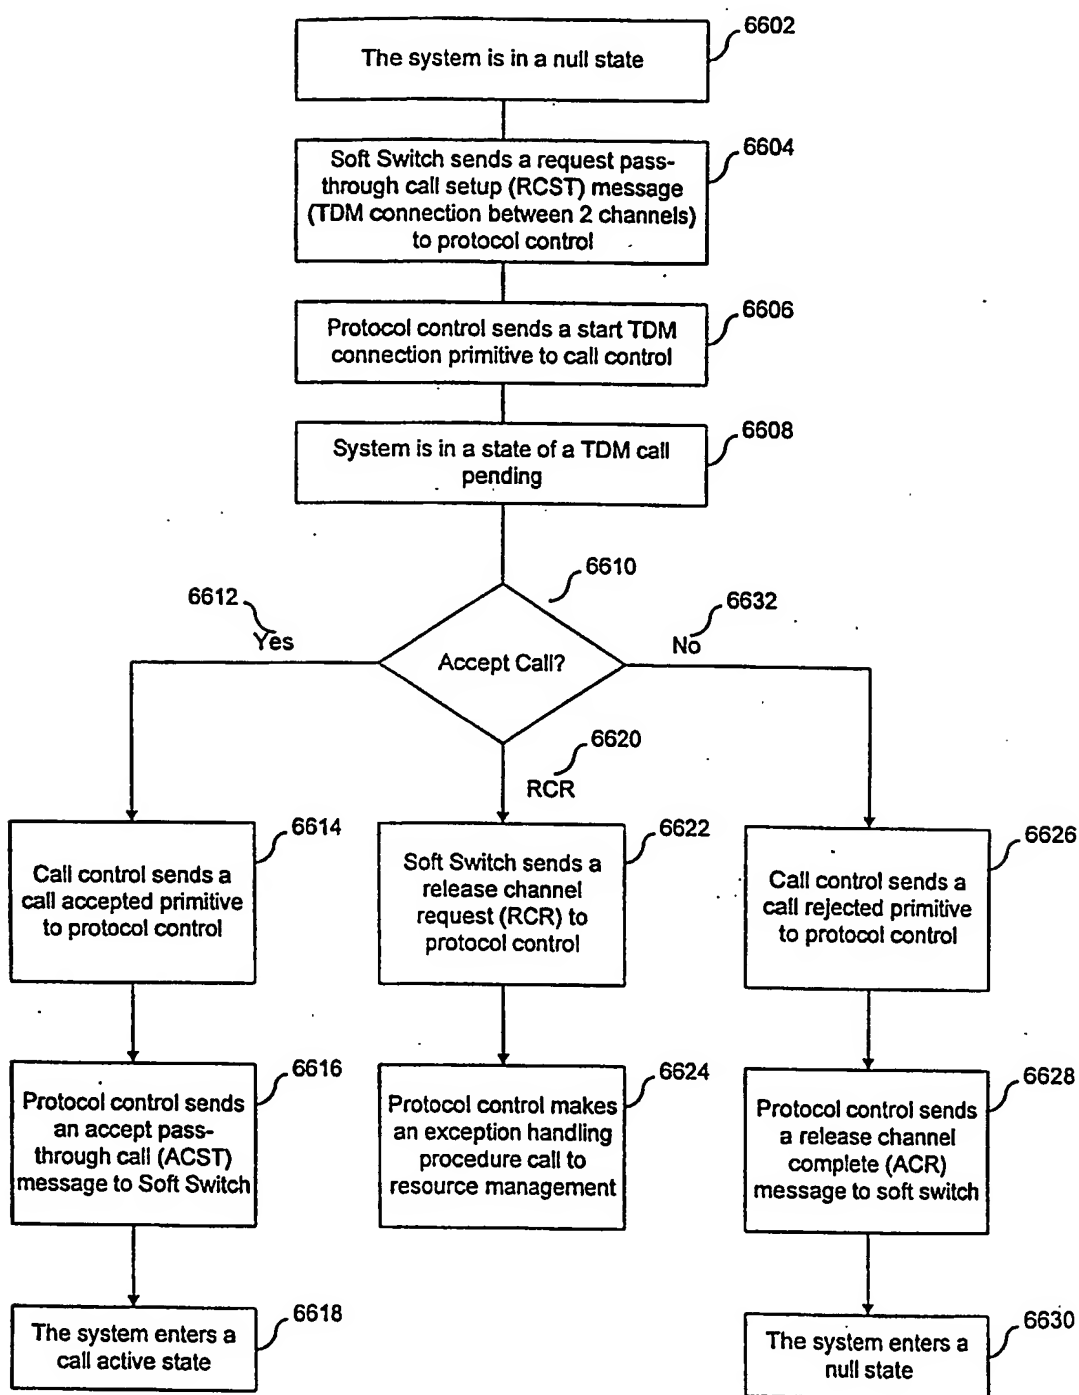 6602
The system is in a null state
6604
Soft Switch sends a request pass-
through call setup (RCST) message
(TDM connection between 2 channels)
to protocol control
6606
Protocol control sends a start TDM
connection primitive to call control
6608
System is in a state of a TDM call
pending
6610
Accept Call?
6612
Yes
6632
No
6620
RCR
6614
Call control sends a
call accepted primitive
to protocol control
6622
Soft Switch sends a
release channel
request (RCR) to
protocol control
6626
Call control sends a
call rejected primitive
to protocol control
6616
Protocol control sends
an accept pass-
through call (ACST)
message to Soft Switch
6624
Protocol control makes
an exception handling
procedure call to
resource management
6628
Protocol control sends
a release channel
complete (ACR)
message to soft switch
6618
The system enters a
call active state
6630
The system enters a
null state